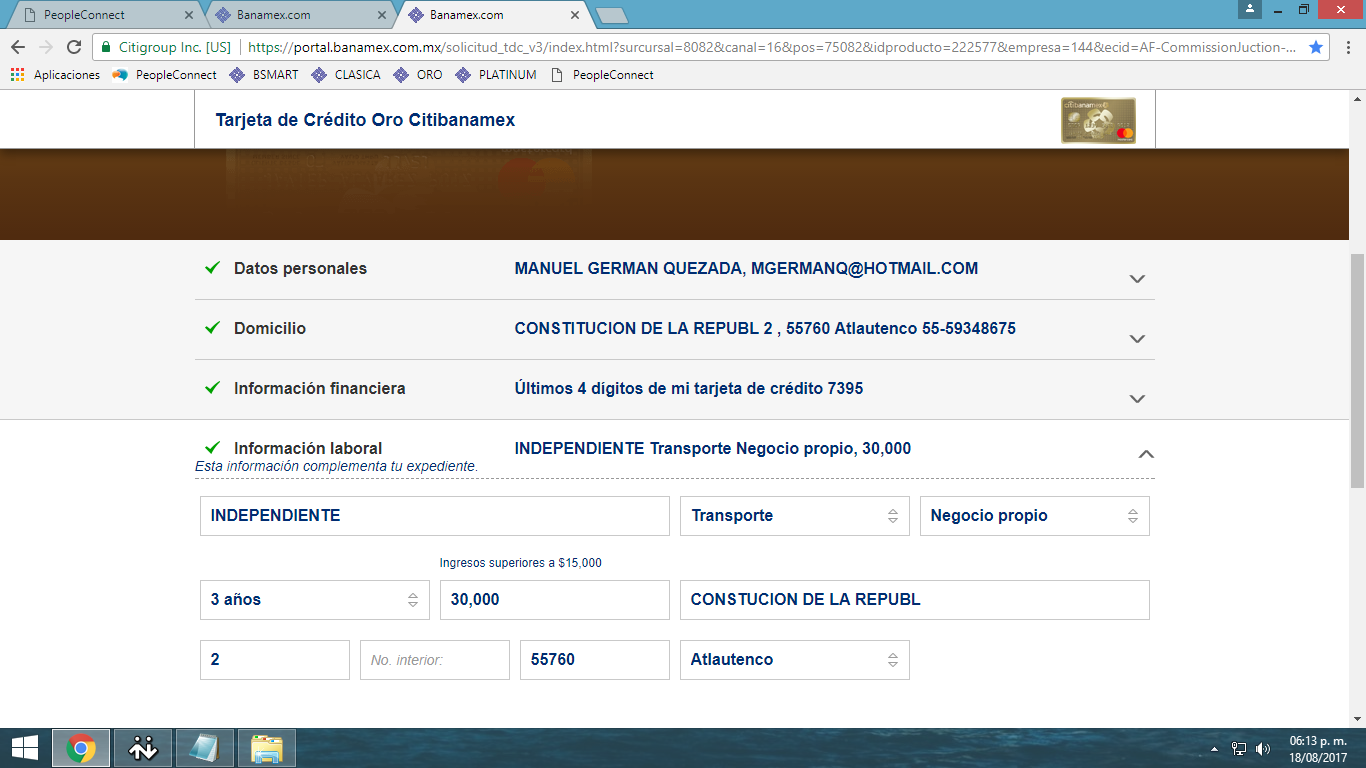 PeopleConnect
Banamex.com
Banamex.com
Citigroup Inc. [US]
https://portal.banamex.com.mx/solicitud_tdc_v3/index.html?surcursal=8082&canal=16&pos=75082&idproducto=222577&empresa=144&ecid=AF-CommissionJuction-...
Aplicaciones PeopleConnect BSMART CLASICA ORO PLATINUM PeopleConnect
Tarjeta de Crédito Oro Citibanamex
citibanamex
Datos personales MANUEL GERMAN QUEZADA, MGERMANQ@HOTMAIL.COM
Domicilio CONSTITUCION DE LA REPUBL 2 , 55760 Atlautenco 55-59348675
Información financiera Últimos 4 dígitos de mi tarjeta de crédito 7395
Información laboral INDEPENDIENTE Transporte Negocio propio, 30,000
Esta información complementa tu expediente.
INDEPENDIENTE Transporte Negocio propio
Ingresos superiores a $15,000
3 años 30,000 CONSTUCION DE LA REPUBL
2 No. interior: 55760 Atlautenco
06:13 p. m.
18/08/2017